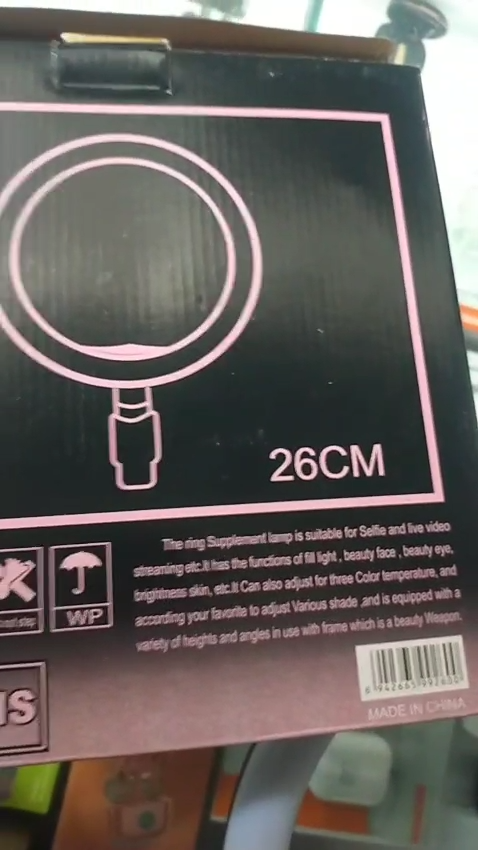 26CM
The ring Supplement lamp is suitable for Selfie and live video
streaming etc.It has the functions of fill light , beauty face , beauty eye,
brightness skin, etc.It Can also adjust for three Color temperature, and
according your favorite to adjust Various shade ,and is equipped with a
variety of heights and angles in use with frame which is a beauty Weapon.
WP
MADE IN CHINA